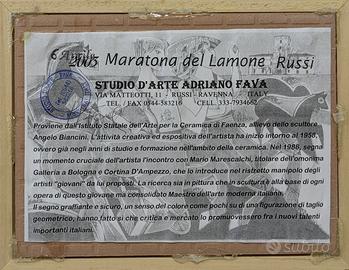 6 Aprile
2003 Maratona del Lamone Russi
STUDIO D'ARTE ADRIANO FAVA
VIA MATTEOTTI, 11 - RUSSI - RAVENNA - ITALY
TEL. / FAX 0544-583216 CELL. 333-7954662
Proviene dall'Istituto Statale dell'Arte per la Ceramica di Faenza, allievo dello scultore
Angelo Biancini. L'attività creativa ed espositiva dell'artista ha inizio intorno al 1958,
ovvero già negli anni di studio e formazione nell'ambito della ceramica. Nel 1988, segna
un momento cruciale dell'artista l'incontro con Mario Marescalchi, titolare dell'omonima
Galleria a Bologna e Cortina D'Ampezzo, che lo introduce nel ristretto manipolo degli
artisti "giovani" da lui proposti. La ricerca sia in pittura che in scultura è alla base di ogni
opera di questo giovane ma consolidato Maestro dell'arte moderna italiana.
Il segno graffiante e sicuro, un senso del colore come pochi su di una figurazione di taglio
geometrico, hanno fatto sì che critica e mercato lo promuovessero fra i nuovi talenti
importanti italiani.
SUBITO